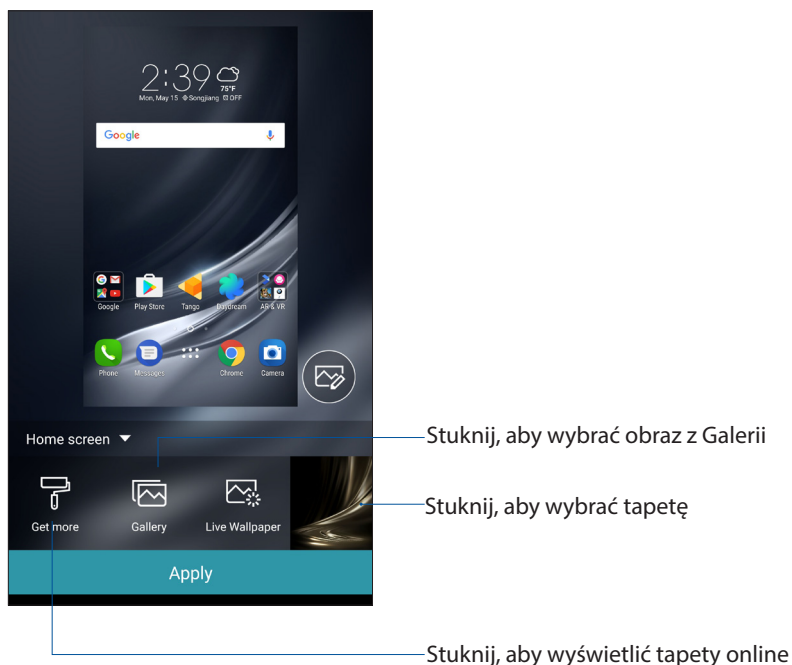 2:39
75°F
Mon, May 15 Songjiang OFF
Google
Google Play Store Tango Daydream AR & VR
Phone Messages Chrome Camera
Home screen
Stuknij, aby wybrać obraz z Galerii
Get more Gallery Live Wallpaper
Stuknij, aby wybrać tapetę
Apply
Stuknij, aby wyświetlić tapety online